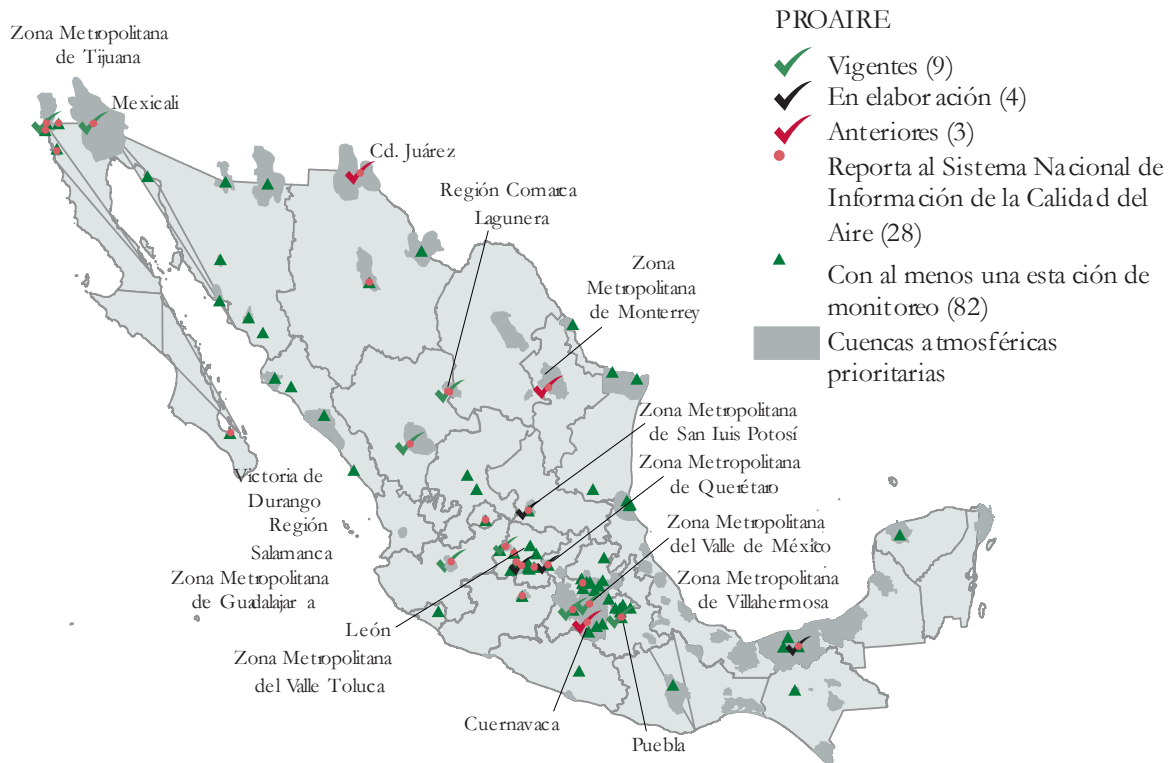 Zona Metropolitana
de Tijuana
Mexicali
Cd. Juárez
Región Comarca
Lagunera
Zona
Metropolitana
de Monterrey
PROAIRE
Vigentes (9)
En elaboración (4)
Anteriores (3)
Reporta al Sistema Nacional de
Información de la Calidad del
Aire (28)
Con al menos una esta ción de
monitoreo (82)
Cuencas atmosféricas
prioritarias
Zona Metropolitana
de San Luis Potosí
Zona Metropolitana
de Querétaro
Zona Metropolitana
del Valle de México
Zona Metropolitana
de Villahermosa
Victoria de
Durango
Región
Salamanca
Zona Metropolitana
de Guadalajar a
León
Zona Metropolitana
del Valle Toluca
Cuernavaca
Puebla